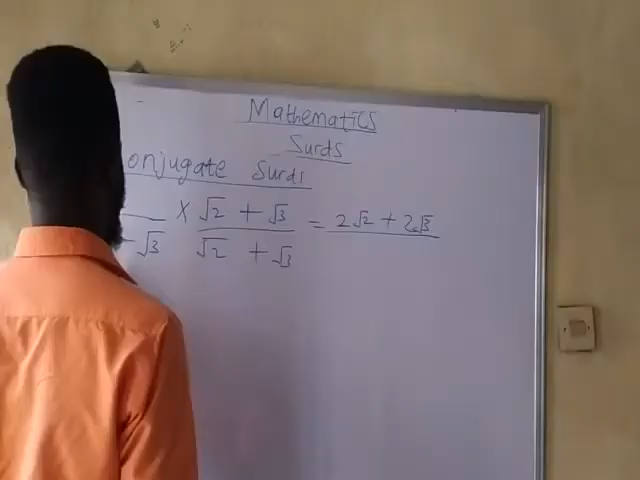 Mathematics
Surds
onjugate Surds
× √2 + √3 = 2√2 + 2√3
- √3 √2 + √3